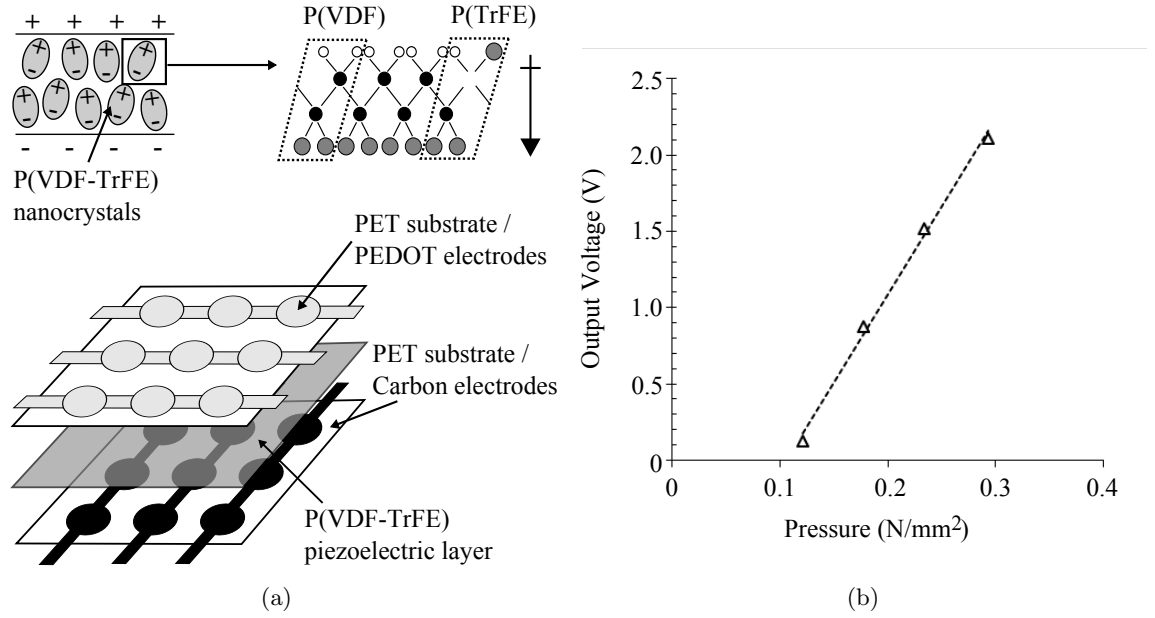 P(VDF) P(TrFE)
+ + + +
+ + + +
- - - -
+ + + + +
- - - - -
- - - -
P(VDF-TrFE)
nanocrystals
PET substrate /
PEDOT electrodes
PET substrate /
Carbon electrodes
P(VDF-TrFE)
piezoelectric layer
(a)
Output Voltage (V)
2.5
2.0
1.5
1.0
0.5
0
0 0.1 0.2 0.3 0.4
Pressure (N/mm²)
(b)